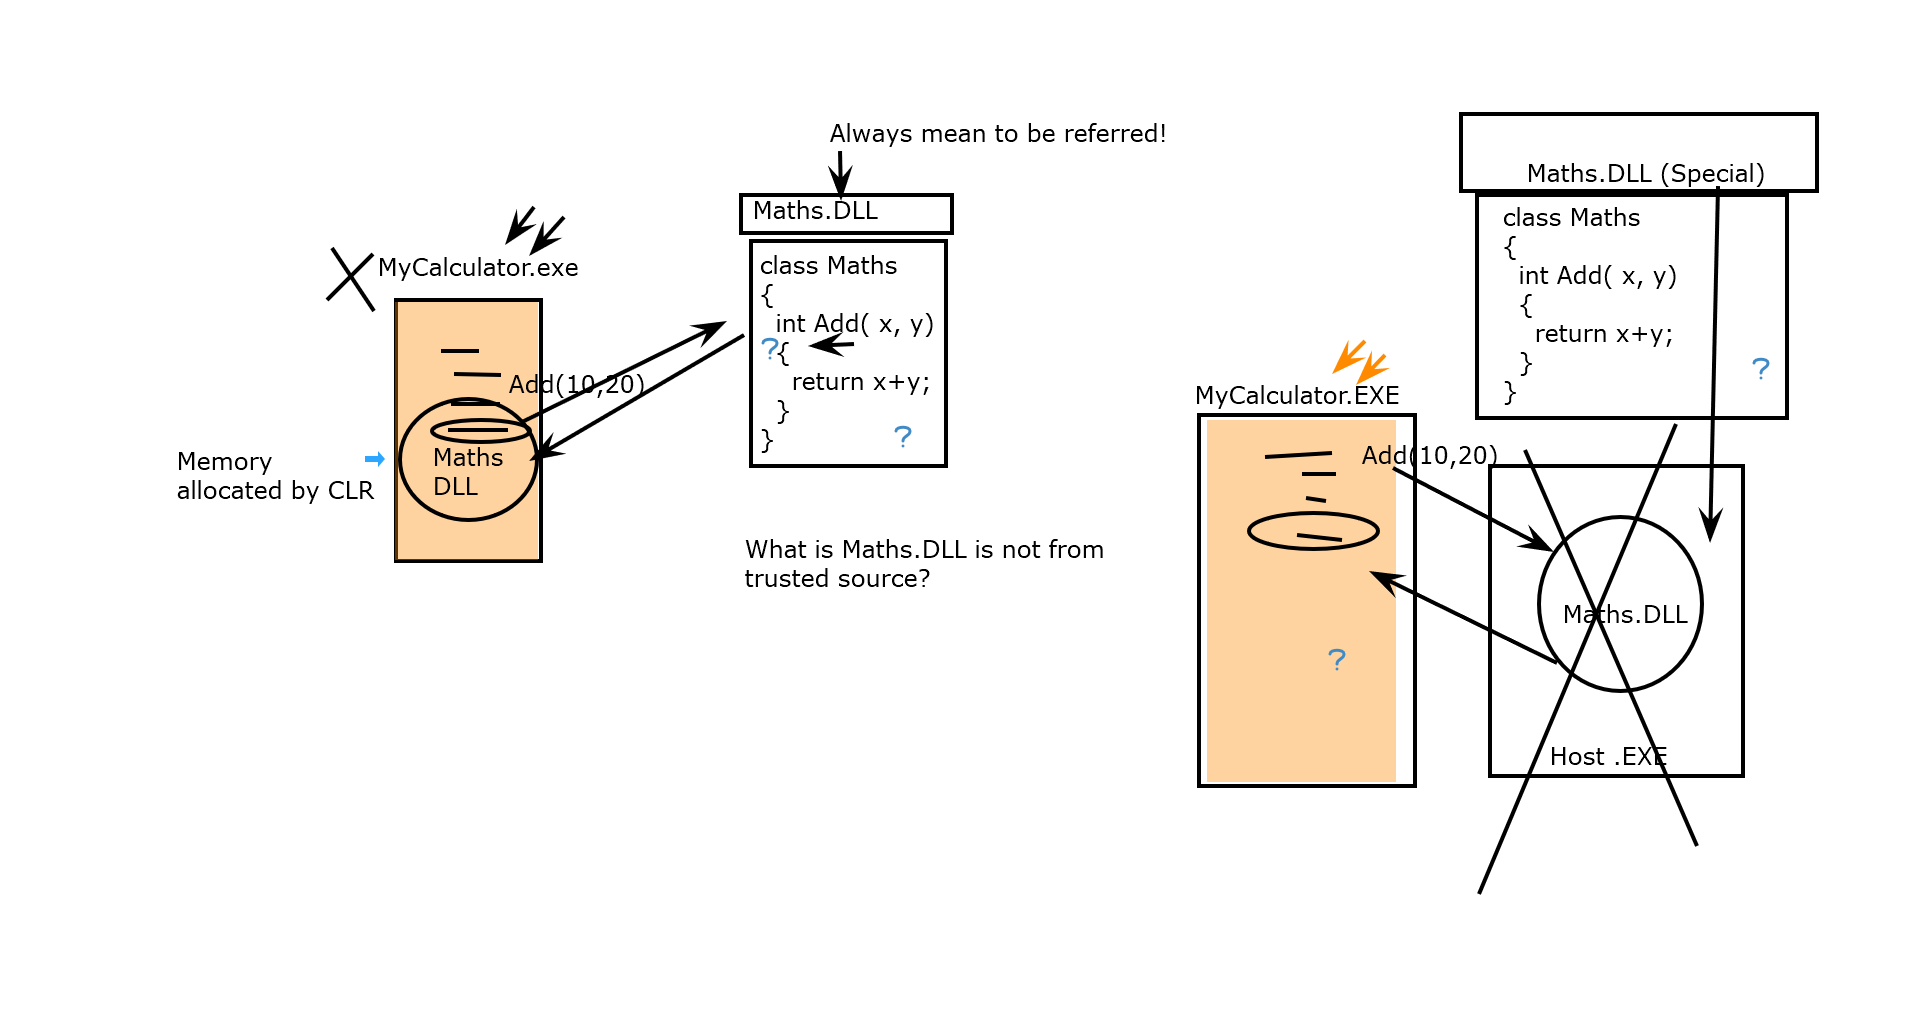 Always mean to be referred!
Maths.DLL
class Maths
{
int Add( x, y)
?
{
return x+y;
}
}
?
MyCalculator.exe
Add(10,20)
Maths
DLL
Memory
allocated by CLR
What is Maths.DLL is not from
trusted source?
Maths.DLL (Special)
class Maths
{
int Add( x, y)
{
return x+y;
}
}
?
MyCalculator.EXE
Add(10,20)
?
Maths.DLL
Host .EXE